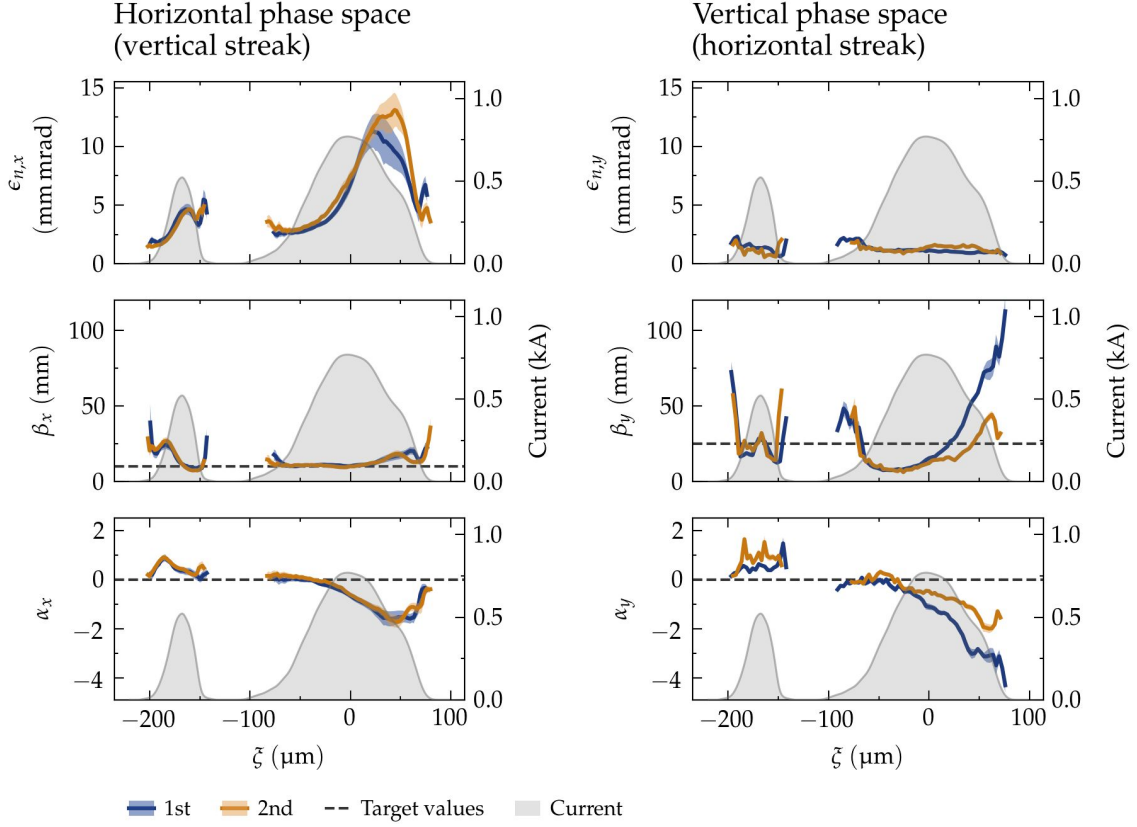 Horizontal phase space
(vertical streak)
Vertical phase space
(horizontal streak)
15
10
5
0
ϵn,x
(mm mrad)
1.0
0.5
0.0
15
10
5
0
ϵn,y
(mm mrad)
1.0
0.5
0.0
100
50
0
βx (mm)
1.0
0.5
0.0
Current (kA)
100
50
0
βy (mm)
1.0
0.5
0.0
Current (kA)
2
0
−2
−4
αx
1.0
0.5
0.0
2
0
−2
−4
αy
1.0
0.5
0.0
−200 −100 0 100
ξ (µm)
−200 −100 0 100
ξ (µm)
1st 2nd Target values Current